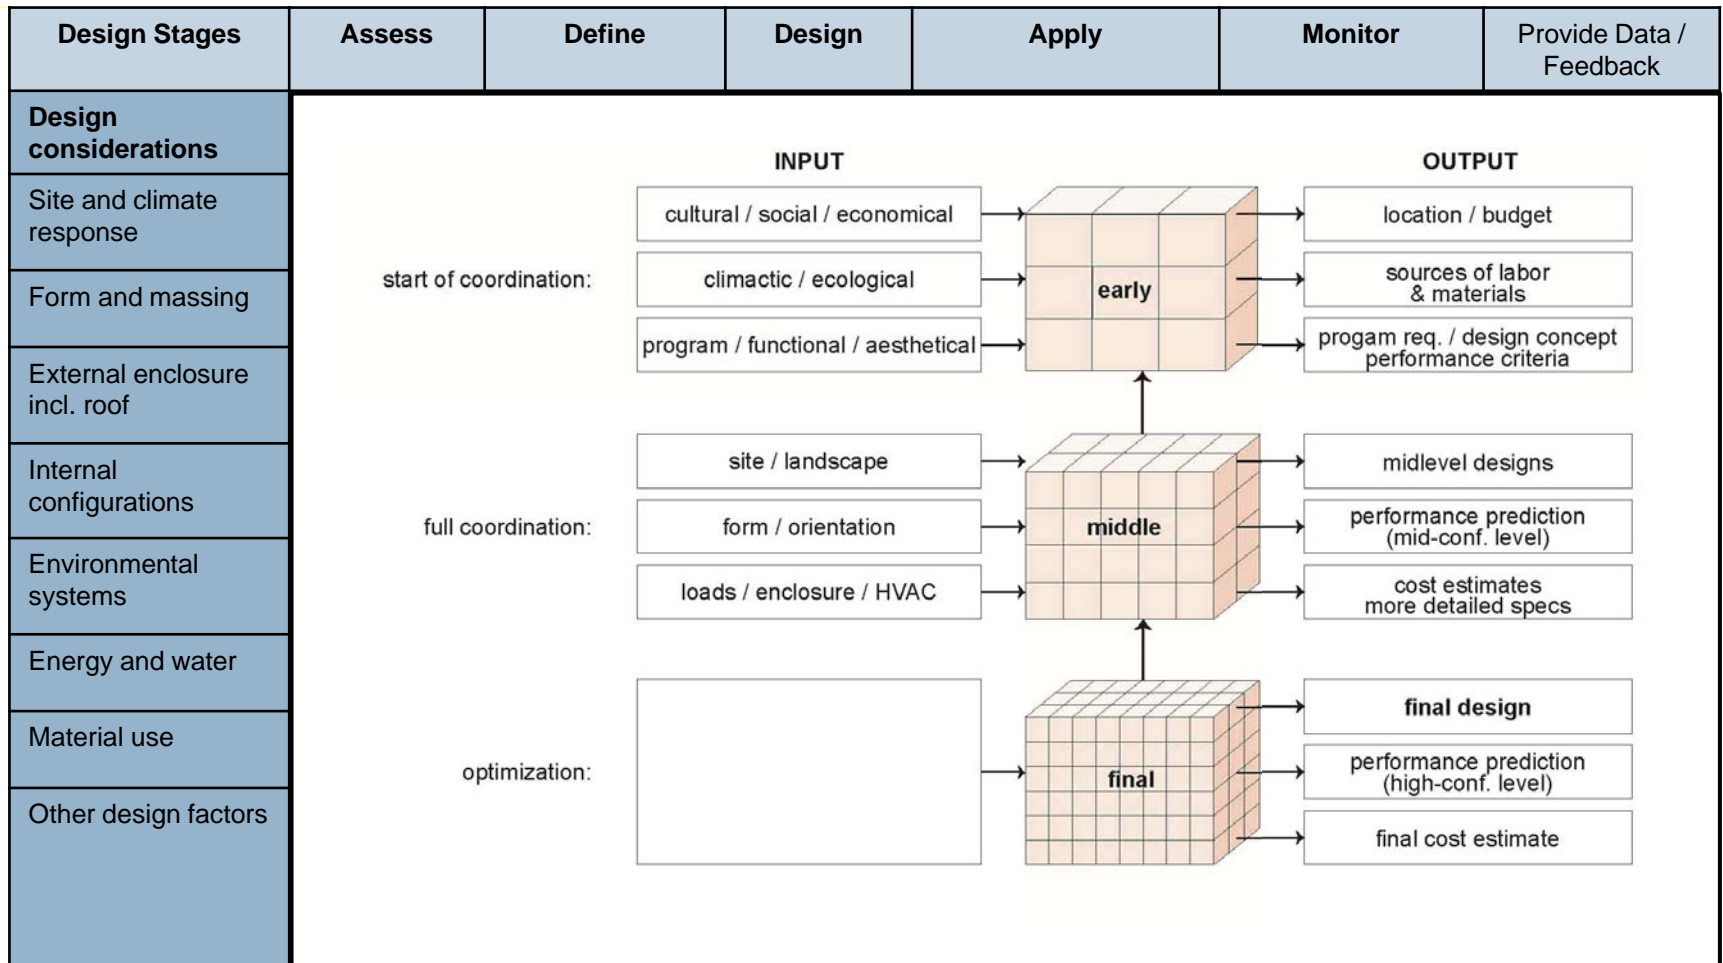 Design Stages
Assess
Define
Design
Apply
Monitor
Provide Data /
Feedback
Design
considerations
Site and climate
response
Form and massing
External enclosure
incl. roof
Internal
configurations
Environmental
systems
Energy and water
Material use
Other design factors
INPUT
OUTPUT
start of coordination:
cultural / social / economical
climactic / ecological
program / functional / aesthetical
early
location / budget
sources of labor
& materials
progam req. / design concept
performance criteria
full coordination:
site / landscape
form / orientation
loads / enclosure / HVAC
middle
midlevel designs
performance prediction
(mid-conf. level)
cost estimates
more detailed specs
optimization:
final
final design
performance prediction
(high-conf. level)
final cost estimate